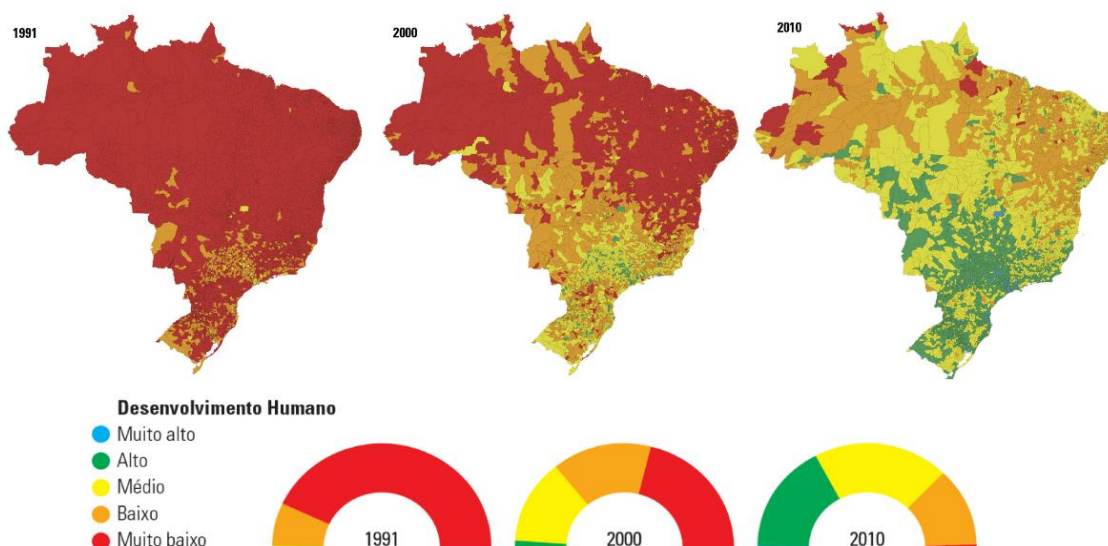 1991
2000
2010
Desenvolvimento Humano
Muito alto
Alto
Médio
Baixo
Muito baixo
1991
2000
2010